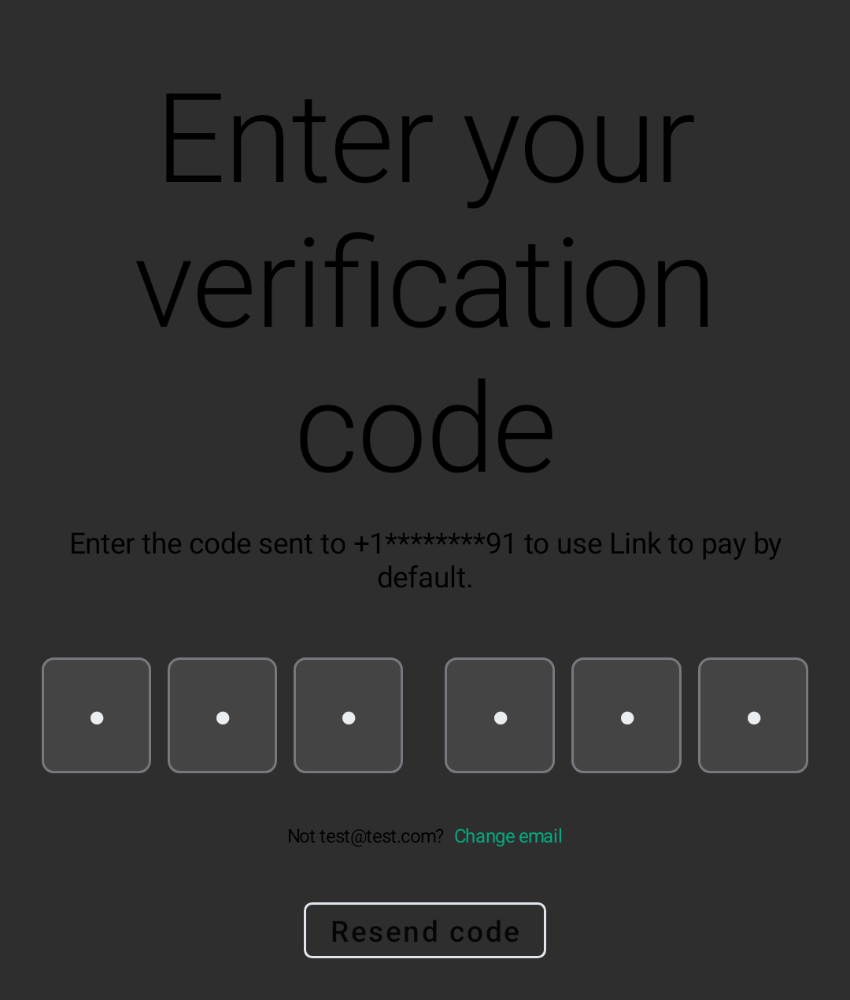 Enter your
verification
code
Enter the code sent to +1********91 to use Link to pay by
default.
Not test@test.com? Change email
Resend code